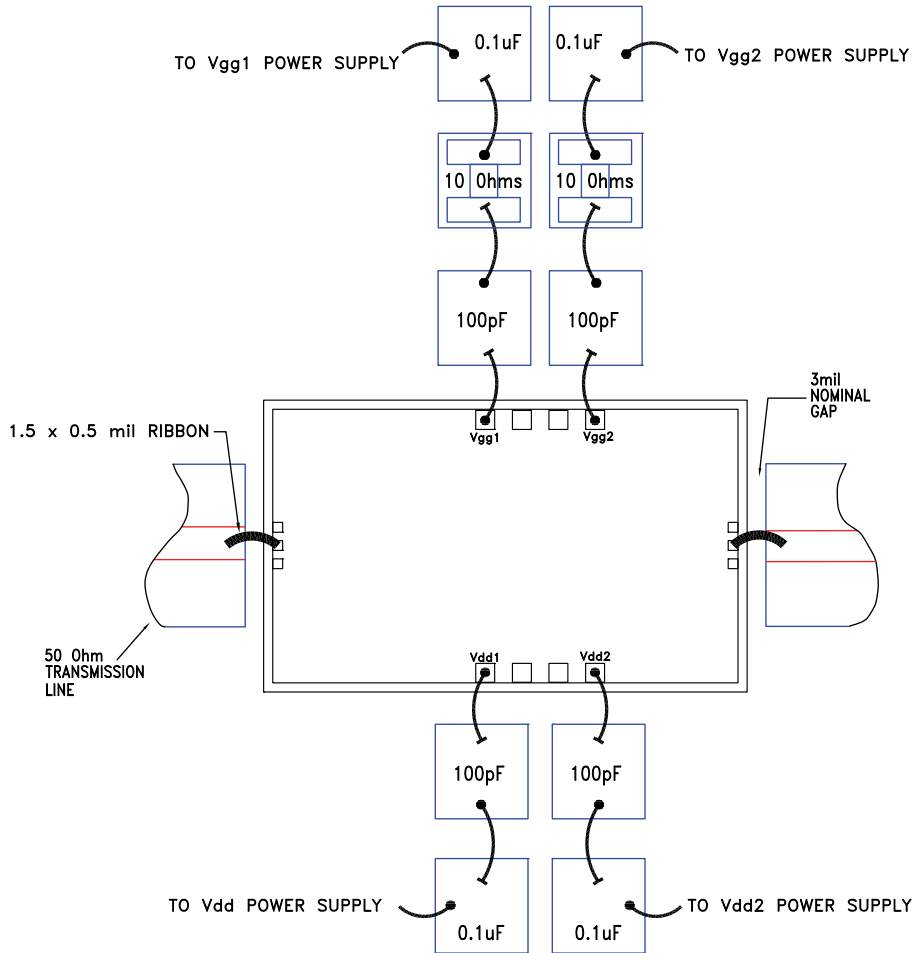 0.1uF
0.1uF
TO Vgg1 POWER SUPPLY
TO Vgg2 POWER SUPPLY
10 Ohms
10 Ohms
100pF
100pF
3mil
NOMINAL
GAP
1.5 x 0.5 mil RIBBON
Vgg1
Vgg2
50 Ohm
TRANSMISSION
LINE
Vdd1
Vdd2
100pF
100pF
TO Vdd POWER SUPPLY
TO Vdd2 POWER SUPPLY
0.1uF
0.1uF